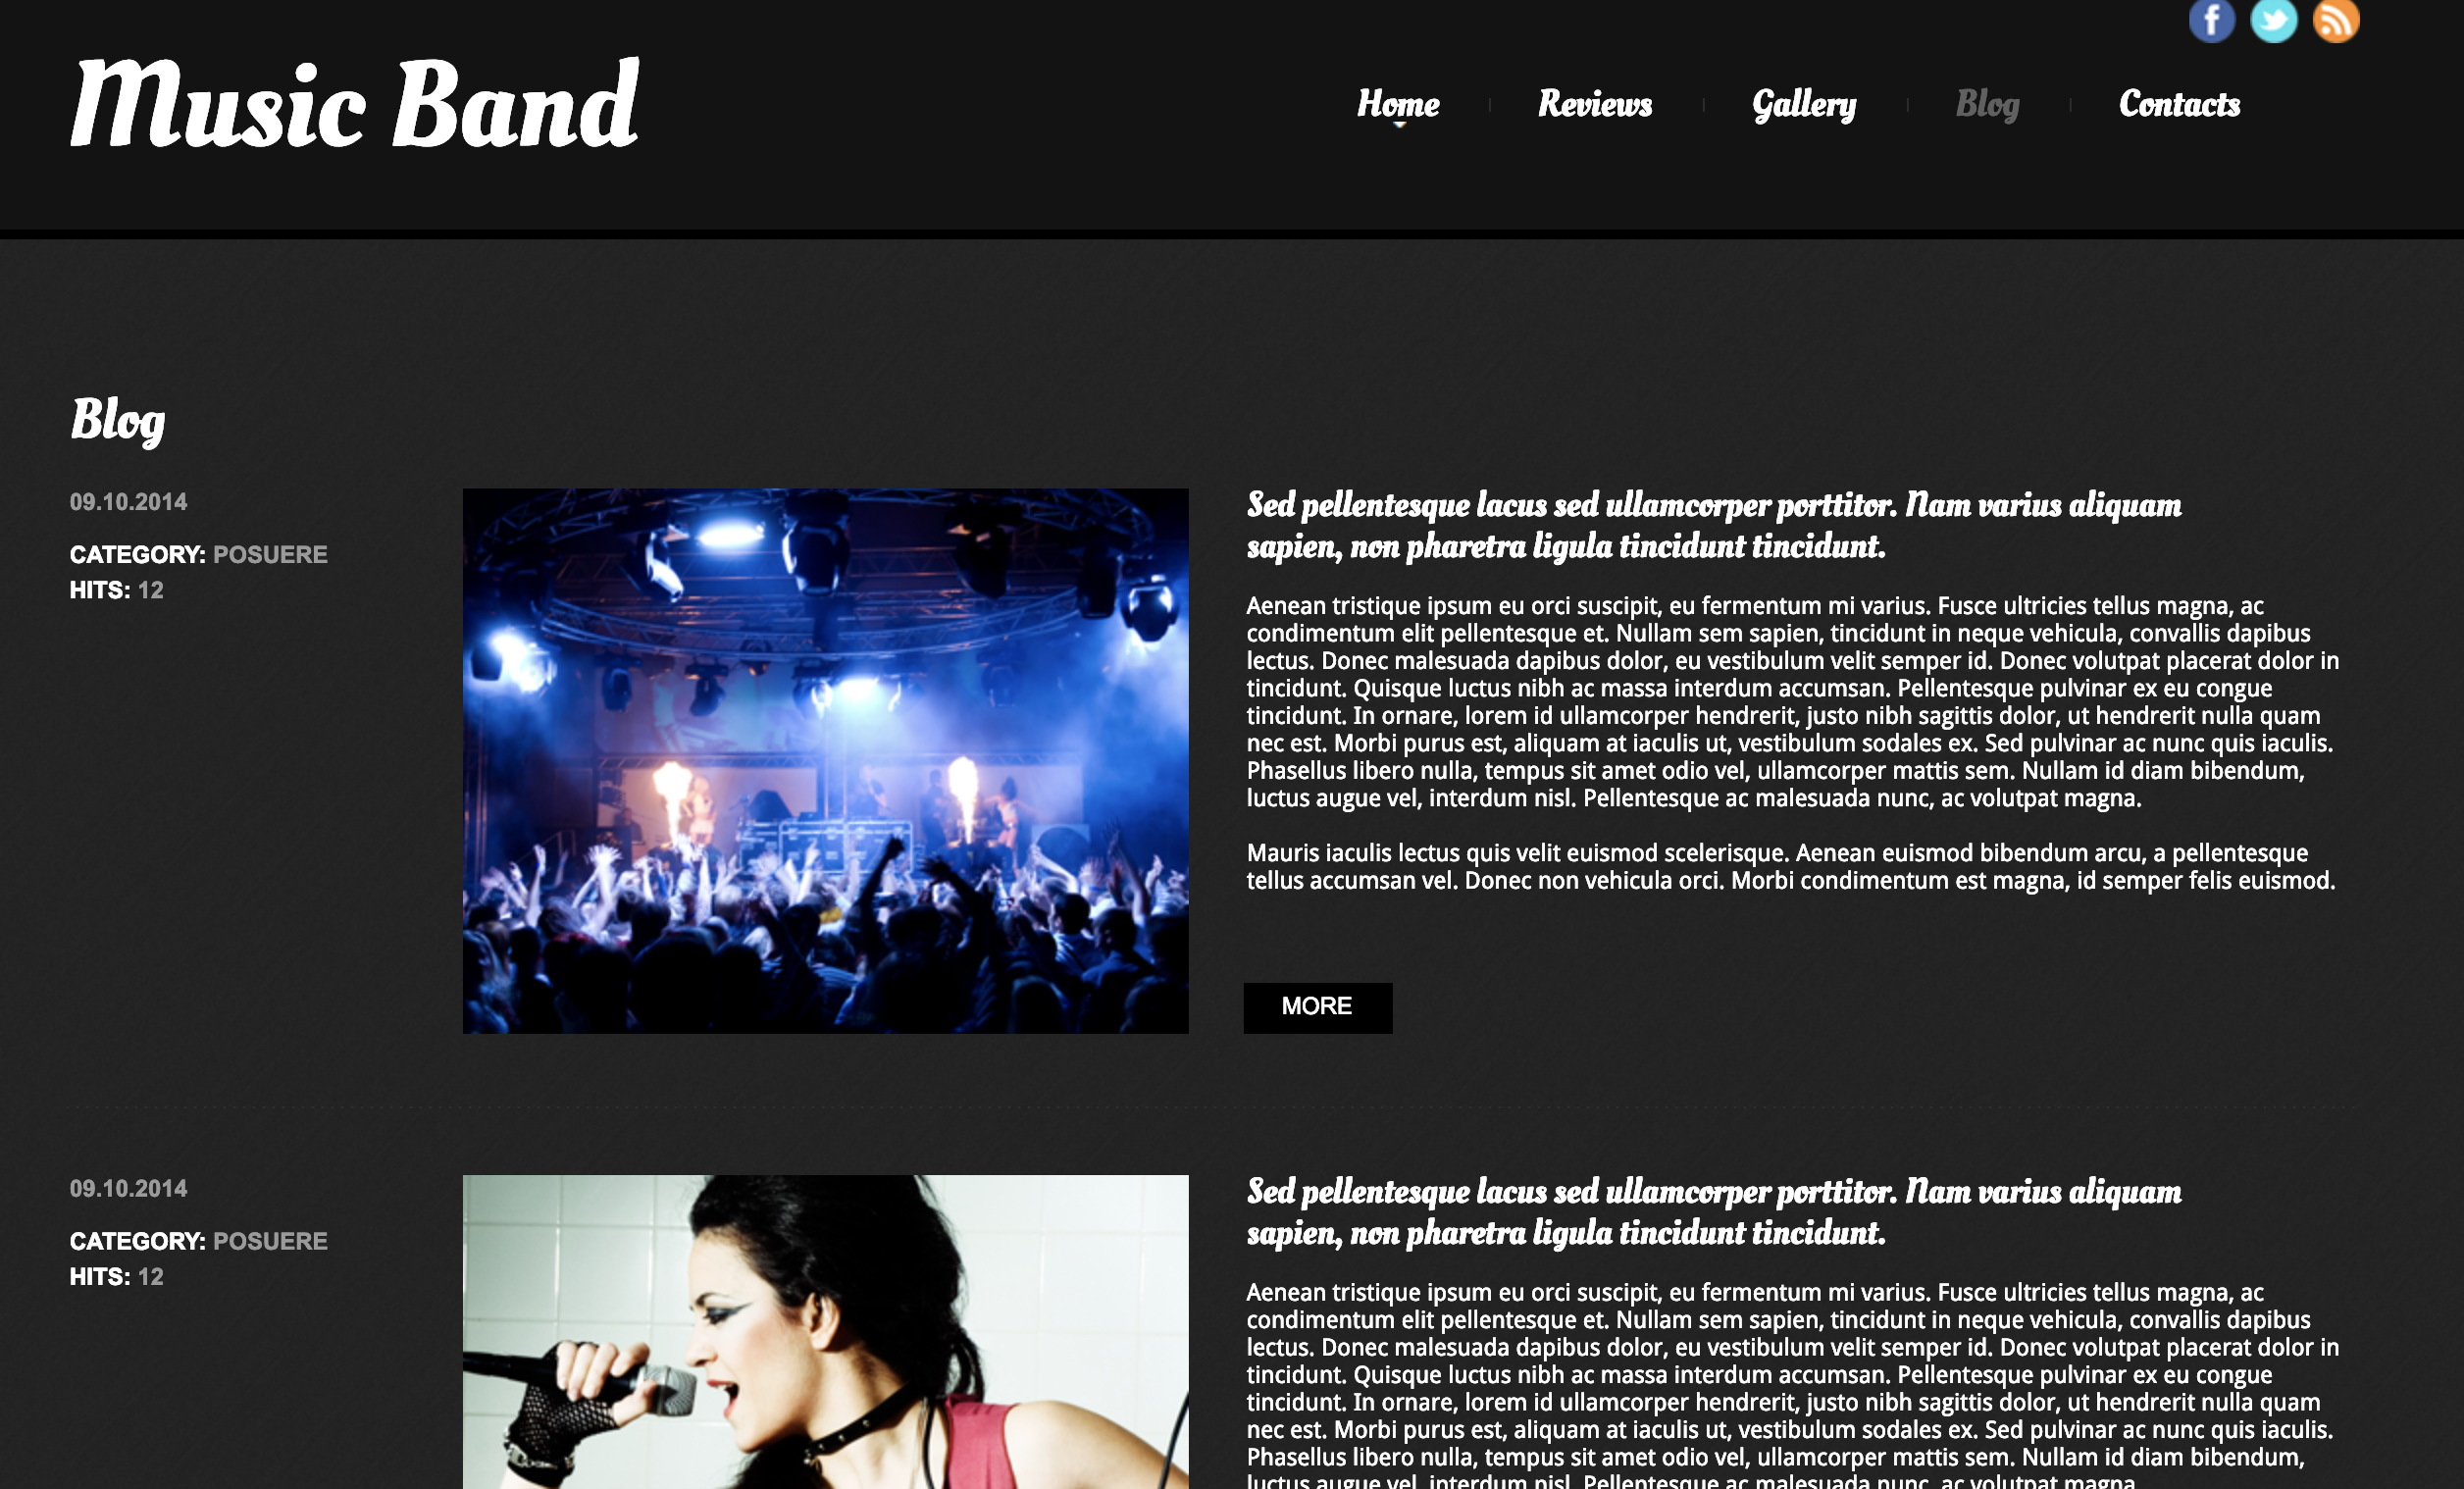 Music Band
Home
Reviews
Gallery
Blog
Contacts
Blog
09.10.2014
CATEGORY: POSUERE
HITS: 12
Sed pellentesque lacus sed ullamcorper porttitor. Nam varius aliquam
sapien, non pharetra ligula tincidunt tincidunt.
Aenean tristique ipsum eu orci suscipit, eu fermentum mi varius. Fusce ultricies tellus magna, ac
condimentum elit pellentesque et. Nullam sem sapien, tincidunt in neque vehicula, convallis dapibus
lectus. Donec malesuada dapibus dolor, eu vestibulum velit semper id. Donec volutpat placerat dolor in
tincidunt. Quisque luctus nibh ac massa interdum accumsan. Pellentesque pulvinar ex eu congue
tincidunt. In ornare, lorem id ullamcorper hendrerit, justo nibh sagittis dolor, ut hendrerit nulla quam
nec est. Morbi purus est, aliquam at iaculis ut, vestibulum sodales ex. Sed pulvinar ac nunc quis iaculis.
Phasellus libero nulla, tempus sit amet odio vel, ullamcorper mattis sem. Nullam id diam bibendum,
luctus augue vel, interdum nisl. Pellentesque ac malesuada nunc, ac volutpat magna.
Mauris iaculis lectus quis velit euismod scelerisque. Aenean euismod bibendum arcu, a pellentesque
tellus accumsan vel. Donec non vehicula orci. Morbi condimentum est magna, id semper felis euismod.
MORE
09.10.2014
CATEGORY: POSUERE
HITS: 12
Sed pellentesque lacus sed ullamcorper porttitor. Nam varius aliquam
sapien, non pharetra ligula tincidunt tincidunt.
Aenean tristique ipsum eu orci suscipit, eu fermentum mi varius. Fusce ultricies tellus magna, ac
condimentum elit pellentesque et. Nullam sem sapien, tincidunt in neque vehicula, convallis dapibus
lectus. Donec malesuada dapibus dolor, eu vestibulum velit semper id. Donec volutpat placerat dolor in
tincidunt. Quisque luctus nibh ac massa interdum accumsan. Pellentesque pulvinar ex eu congue
tincidunt. In ornare, lorem id ullamcorper hendrerit, justo nibh sagittis dolor, ut hendrerit nulla quam
nec est. Morbi purus est, aliquam at iaculis ut, vestibulum sodales ex. Sed pulvinar ac nunc quis iaculis.
Phasellus libero nulla, tempus sit amet odio vel, ullamcorper mattis sem. Nullam id diam bibendum,
luctus augue vel, interdum nisl. Pellentesque ac malesuada nunc, ac volutpat magna.